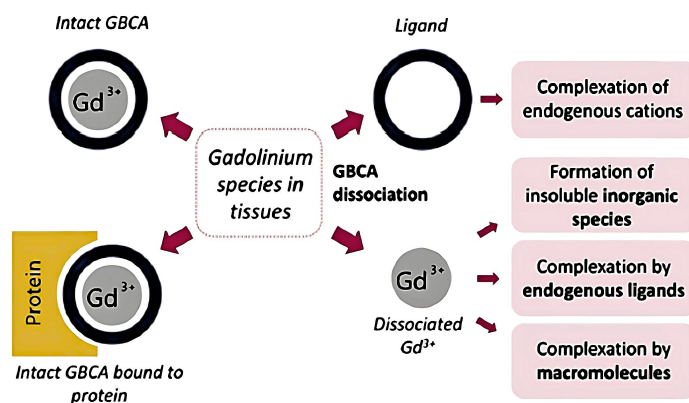 Intact GBCA
Gd³⁺
Ligand
Complexation of
endogenous cations
Gadolinium
species in
tissues
GBCA
dissociation
Formation of
insoluble inorganic
species
Protein
Gd³⁺
Intact GBCA bound to
protein
Gd³⁺
Dissociated
Gd³⁺
Complexation by
endogenous ligands
Complexation by
macromolecules